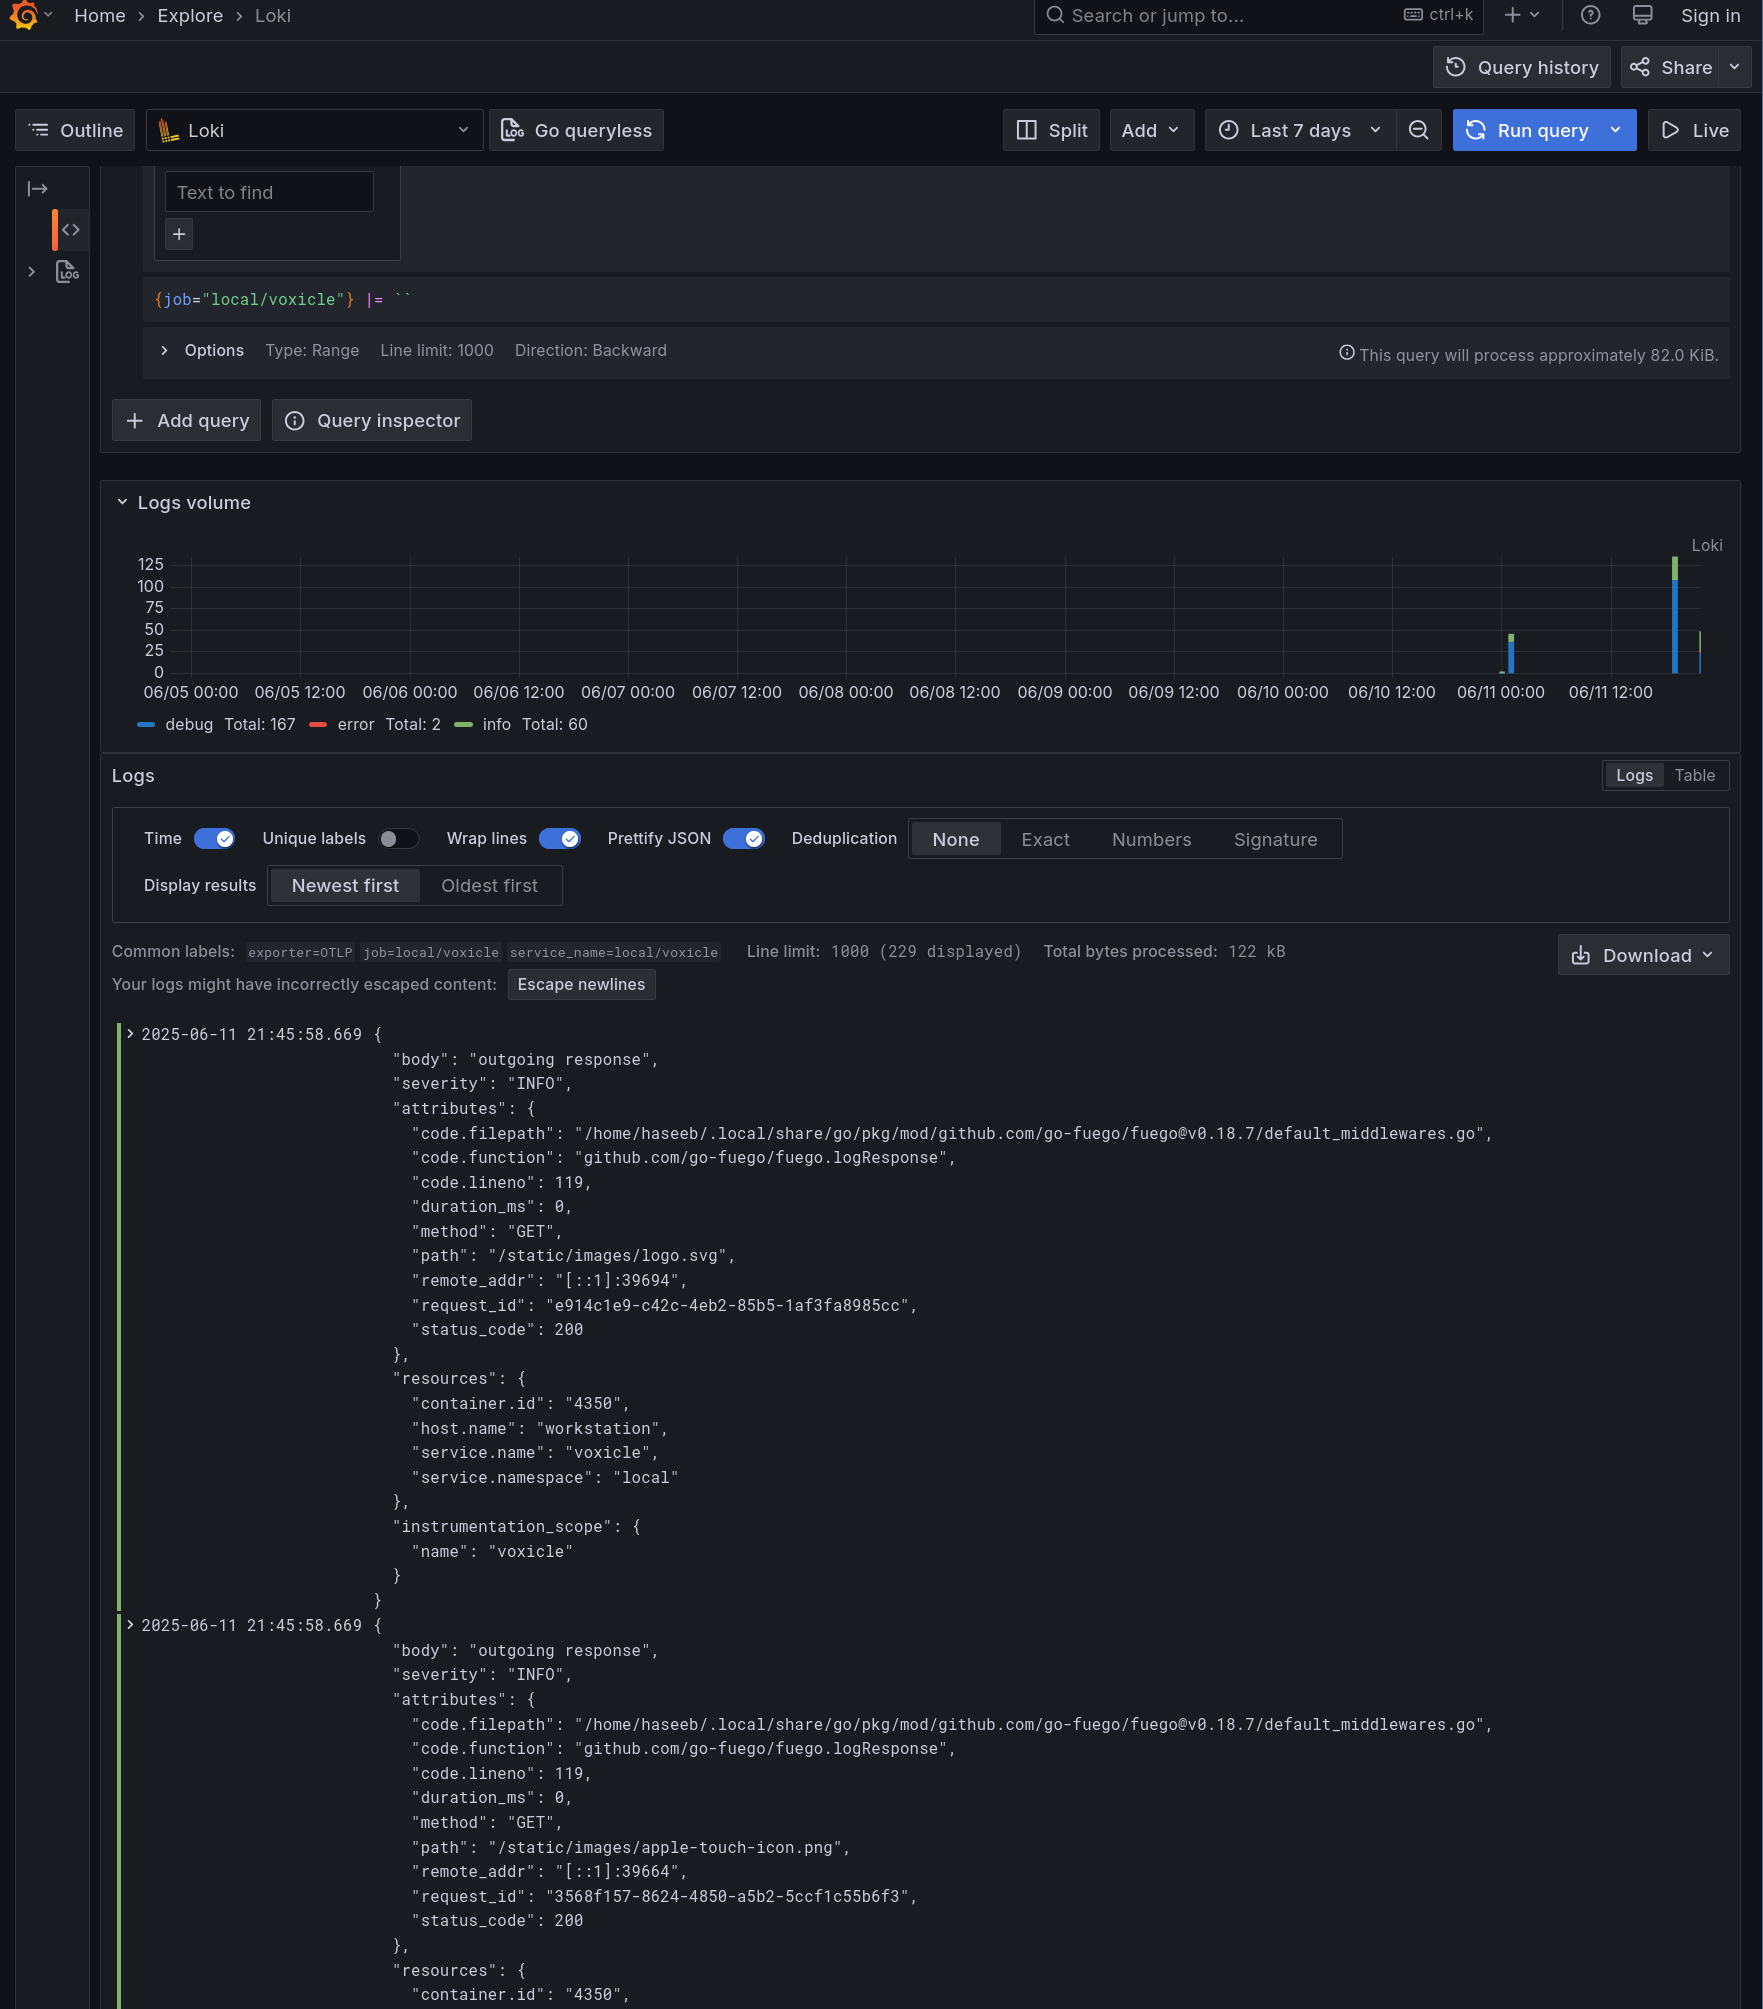 Home › Explore › Loki
Search or jump to... ctrl+k
Sign in
Query history
Share
Outline
Loki
Go queryless
Split
Add
Last 7 days
Run query
Live
Text to find
{job="local/voxicle"} |= ``
Options Type: Range Line limit: 1000 Direction: Backward
This query will process approximately 82.0 KiB.
Add query
Query inspector
Logs volume
Loki
125
100
75
50
25
0
06/05 00:00 06/05 12:00 06/06 00:00 06/06 12:00 06/07 00:00 06/07 12:00 06/08 00:00 06/08 12:00 06/09 00:00 06/09 12:00 06/10 00:00 06/10 12:00 06/11 00:00 06/11 12:00
debug Total: 167 error Total: 2 info Total: 60
Logs
Logs Table
Time Unique labels Wrap lines Prettify JSON Deduplication None Exact Numbers Signature
Display results Newest first Oldest first
Common labels: exporter=OTLP job=local/voxicle service_name=local/voxicle Line limit: 1000 (229 displayed) Total bytes processed: 122 kB
Download
Your logs might have incorrectly escaped content: Escape newlines
2025-06-11 21:45:58.669 {
"body": "outgoing response",
"severity": "INFO",
"attributes": {
"code.filepath": "/home/haseeb/.local/share/go/pkg/mod/github.com/go-fuego/fuego@v0.18.7/default_middlewares.go",
"code.function": "github.com/go-fuego/fuego.logResponse",
"code.lineno": 119,
"duration_ms": 0,
"method": "GET",
"path": "/static/images/logo.svg",
"remote_addr": "[::1]:39694",
"request_id": "e914c1e9-c42c-4eb2-85b5-1af3fa8985cc",
"status_code": 200
},
"resources": {
"container.id": "4350",
"host.name": "workstation",
"service.name": "voxicle",
"service.namespace": "local"
},
"instrumentation_scope": {
"name": "voxicle"
}
}
2025-06-11 21:45:58.669 {
"body": "outgoing response",
"severity": "INFO",
"attributes": {
"code.filepath": "/home/haseeb/.local/share/go/pkg/mod/github.com/go-fuego/fuego@v0.18.7/default_middlewares.go",
"code.function": "github.com/go-fuego/fuego.logResponse",
"code.lineno": 119,
"duration_ms": 0,
"method": "GET",
"path": "/static/images/apple-touch-icon.png",
"remote_addr": "[::1]:39664",
"request_id": "3568f157-8624-4850-a5b2-5ccf1c55b6f3",
"status_code": 200
},
"resources": {
"container.id": "4350",